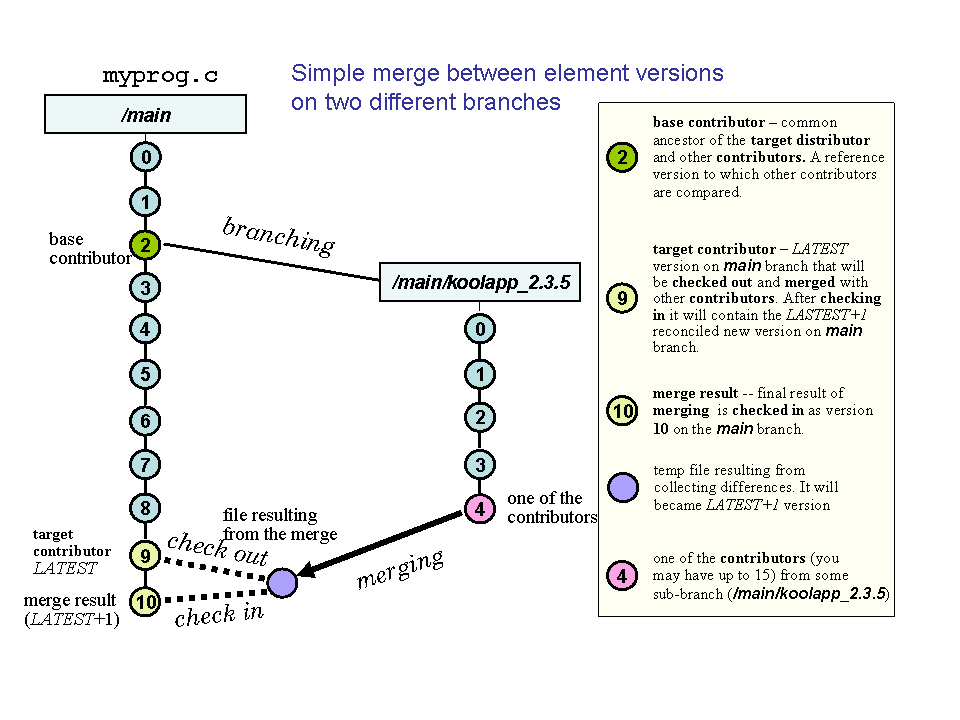 myprog.c
Simple merge between element versions
on two different branches
/main
0
1
2
3
4
5
6
7
8
9
10
base
contributor
branching
/main/koolapp_2.3.5
0
1
2
3
4
one of the
contributors
target
contributor
LATEST
merge result
(LATEST+1)
check out
check in
file resulting
from the merge
merging
2
base contributor – common
ancestor of the target distributor
and other contributors. A reference
version to which other contributors
are compared.
9
target contributor – LATEST
version on main branch that will
be checked out and merged with
other contributors. After checking
in it will contain the LASTEST+1
reconciled new version on main
branch.
10
merge result -- final result of
merging is checked in as version
10 on the main branch.
temp file resulting from
collecting differences. It will
became LATEST+1 version
4
one of the contributors (you
may have up to 15) from some
sub-branch (/main/koolapp_2.3.5)